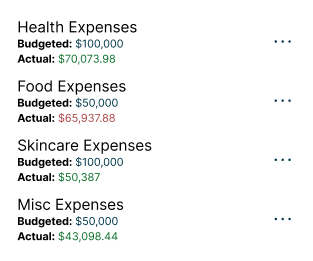 Health Expenses
Budgeted: $100,000
Actual: $70,073.98
Food Expenses
Budgeted: $50,000
Actual: $65,937.88
Skincare Expenses
Budgeted: $100,000
Actual: $50,387
Misc Expenses
Budgeted: $50,000
Actual: $43,098.44